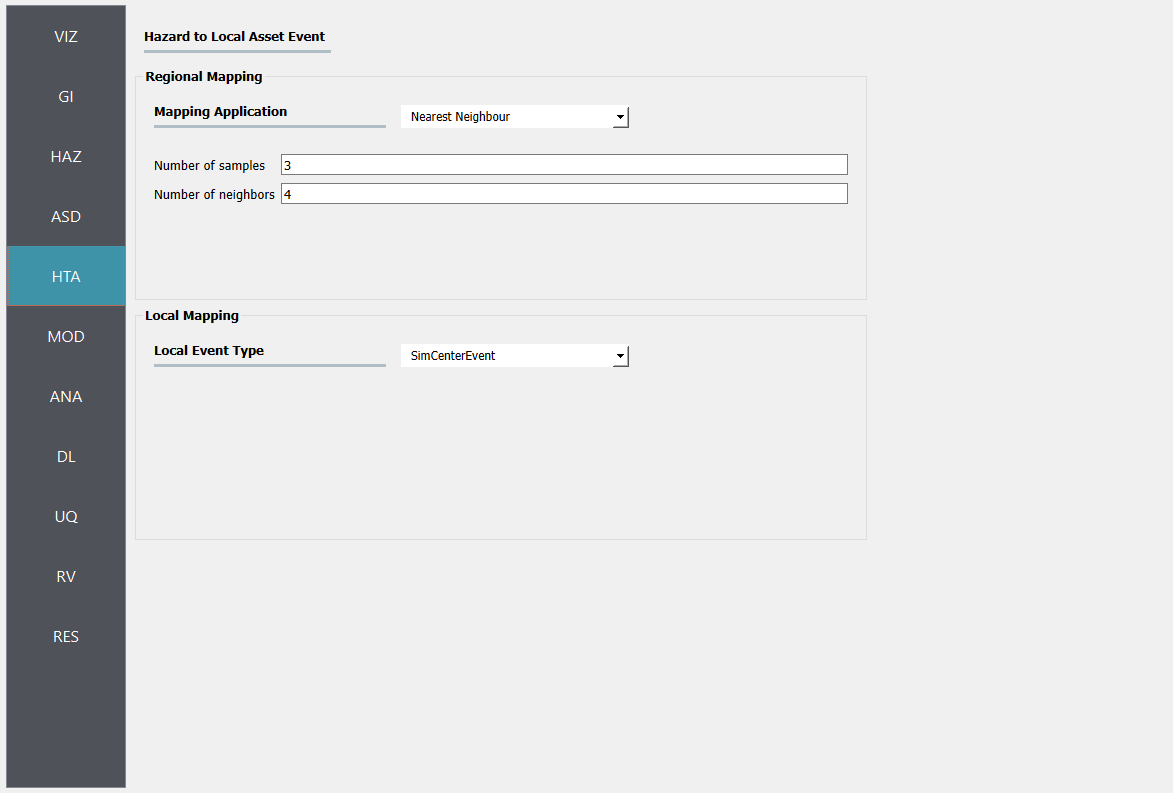 VIZ
GI
HAZ
ASD
HTA
MOD
ANA
DL
UQ
RV
RES
Hazard to Local Asset Event
Regional Mapping
Mapping Application Nearest Neighbour
Number of samples 3
Number of neighbors 4
Local Mapping
Local Event Type SimCenterEvent